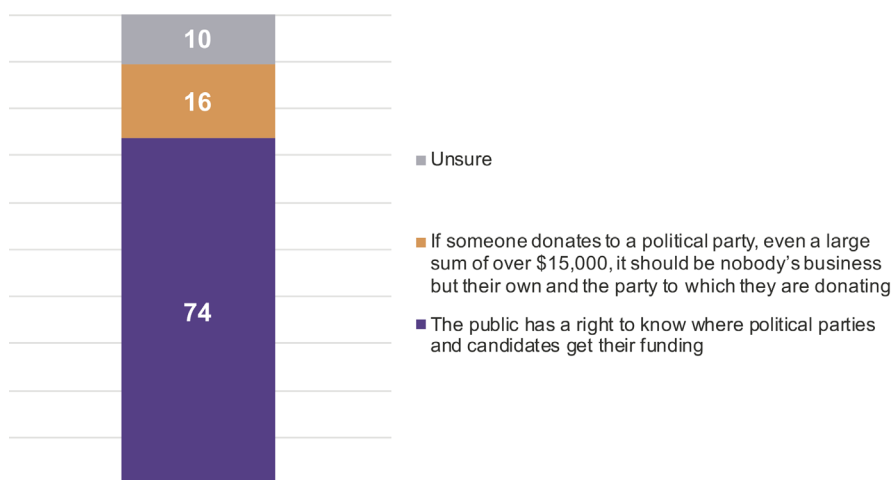 10
16
74
Unsure
If someone donates to a political party, even a large
sum of over $15,000, it should be nobody’s business
but their own and the party to which they are donating
The public has a right to know where political parties
and candidates get their funding